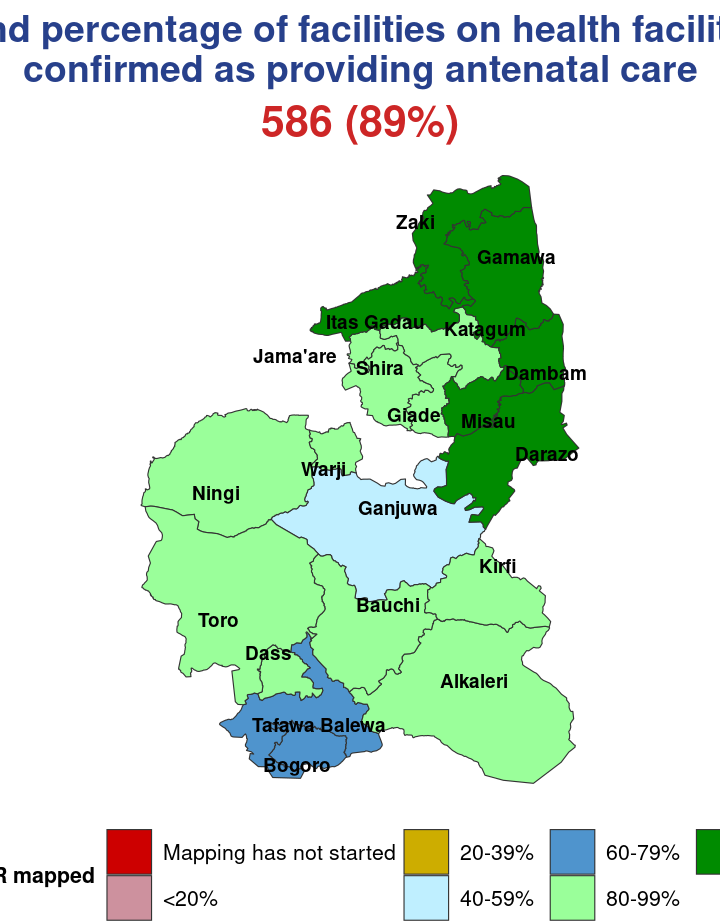 percentage of facilities on health
confirmed as providing antenatal care
586 (89%)
Zaki
Gamawa
Itas Gadau
Katagum
Jama'are
Shira
Dambam
Giade
Misau
Darazo
Warji
Ningi
Ganjuwa
Kirfi
Bauchi
Toro
Dass
Alkaleri
Tafawa Balewa
Bogoro
mapped
Mapping has not started
20-39%
60-79%
<20%
40-59%
80-99%